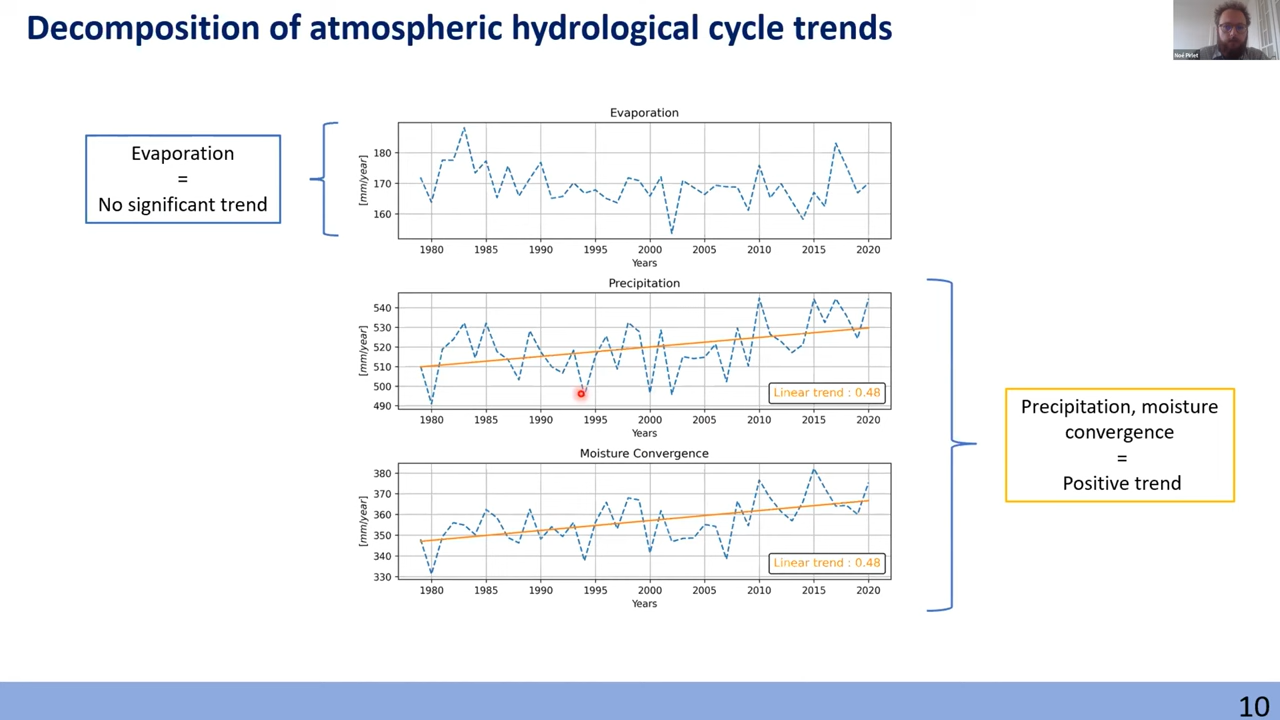 Decomposition of atmospheric hydrological cycle trends
Noé Pirlet
Evaporation
=
No significant trend
Evaporation
[mm/year]
180
170
160
1980 1985 1990 1995 2000 2005 2010 2015 2020
Years
Precipitation
[mm/year]
540
530
520
510
500
490
Linear trend : 0.48
1980 1985 1990 1995 2000 2005 2010 2015 2020
Years
Moisture Convergence
[mm/year]
380
370
360
350
340
330
Linear trend : 0.48
1980 1985 1990 1995 2000 2005 2010 2015 2020
Years
Precipitation, moisture
convergence
=
Positive trend
10